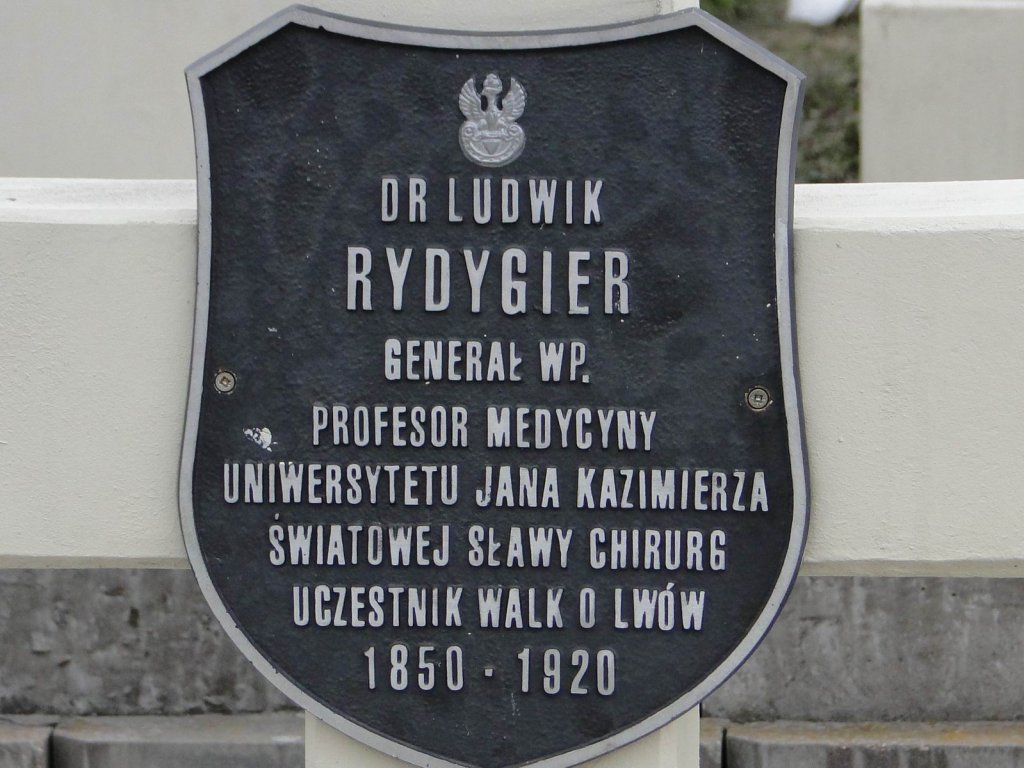 DR LUDWIK
RYDYGIER
GENERAŁ WP.
PROFESOR MEDYCYNY
UNIWERSYTETU JANA KAZIMIERZA
ŚWIATOWEJ SŁAWY CHIRURG
UCZESTNIK WALK O LWÓW
1850 - 1920